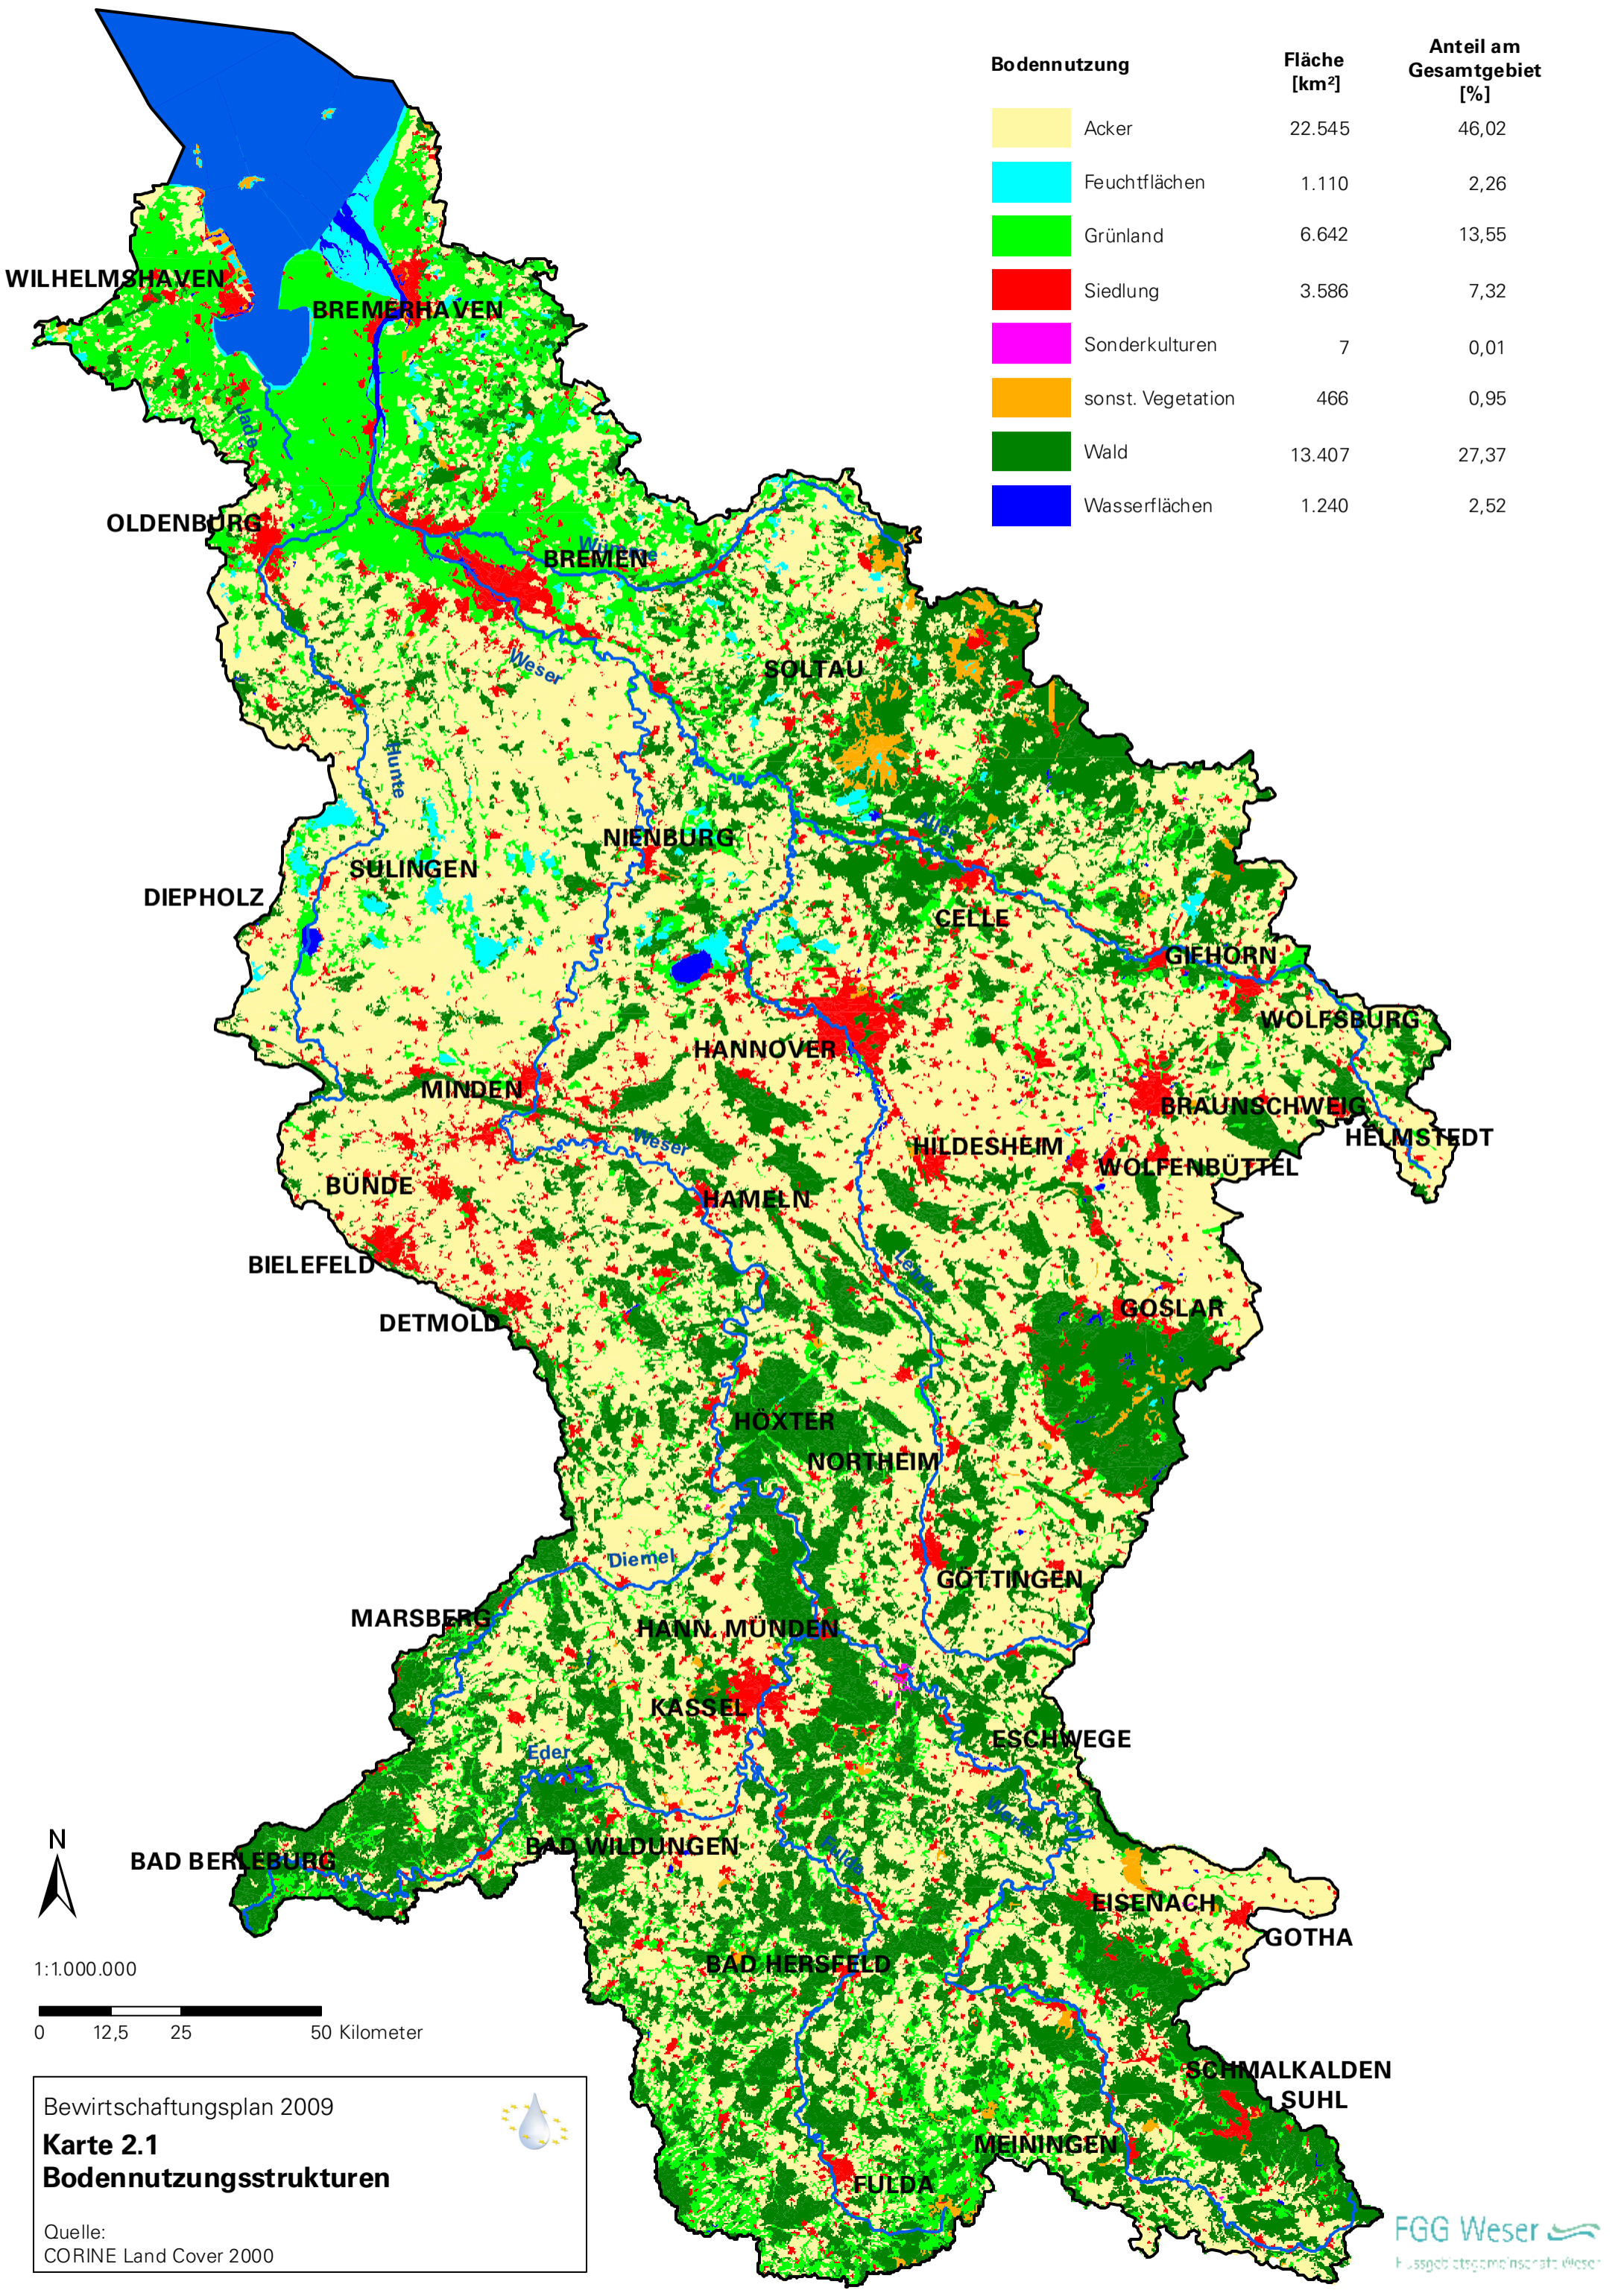 Bodennutzung Fläche [km²] Anteil am Gesamtgebiet [%]
Acker 22.545 46,02
Feuchtflächen 1.110 2,26
Grünland 6.642 13,55
Siedlung 3.586 7,32
Sonderkulturen 7 0,01
sonst. Vegetation 466 0,95
Wald 13.407 27,37
Wasserflächen 1.240 2,52
WILHELMSHAVEN
BREMERHAVEN
Jade
OLDENBURG
Wümme
BREMEN
Weser
SOLTAU
Hunte
Aller
NIENBURG
SULINGEN
DIEPHOLZ
CELLE
GIFHORN
WOLFSBURG
HANNOVER
MINDEN
BRAUNSCHWEIG
HELMSTEDT
Weser
HILDESHEIM
WOLFENBÜTTEL
BÜNDE
HAMELN
BIELEFELD
Leine
GOSLAR
DETMOLD
HÖXTER
NORTHEIM
Diemel
GÖTTINGEN
MARSBERG
HANN. MÜNDEN
KASSEL
ESCHWEGE
Eder
Werra
BAD WILDUNGEN
Fulda
BAD BERLEBURG
EISENACH
GOTHA
BAD HERSFELD
SCHMALKALDEN
SUHL
MEININGEN
FULDA
N
1:1.000.000
0 12,5 25 50 Kilometer
Bewirtschaftungsplan 2009
Karte 2.1
Bodennutzungsstrukturen
Quelle:
CORINE Land Cover 2000
FGG Weser
Flussgebietsgemeinschaft Weser